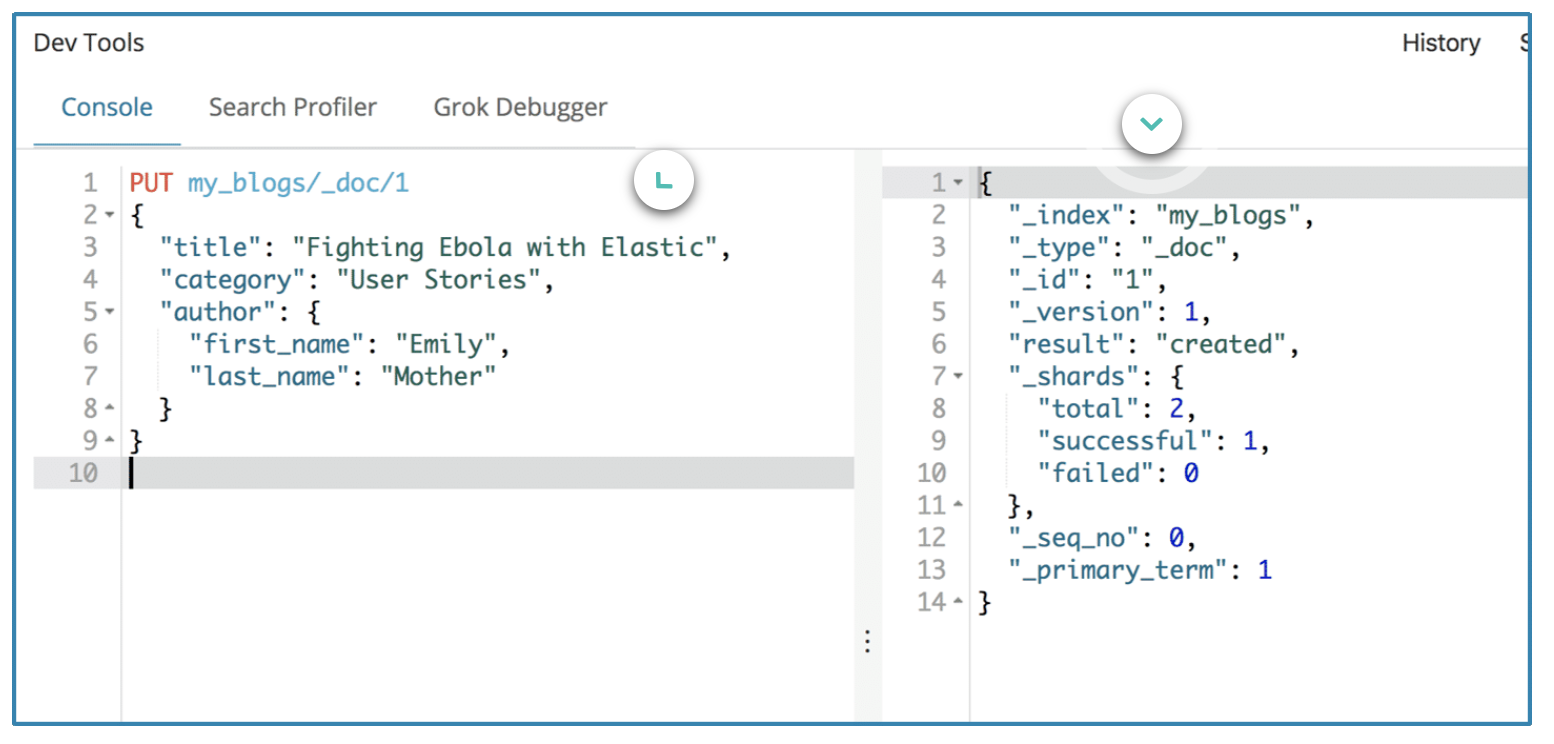 Dev Tools
History
Console Search Profiler Grok Debugger
1 PUT my_blogs/_doc/1
2 {
3 "title": "Fighting Ebola with Elastic",
4 "category": "User Stories",
5 "author": {
6 "first_name": "Emily",
7 "last_name": "Mother"
8 }
9 }
10
1 {
2 "_index": "my_blogs",
3 "_type": "_doc",
4 "_id": "1",
5 "_version": 1,
6 "result": "created",
7 "_shards": {
8 "total": 2,
9 "successful": 1,
10 "failed": 0
11 },
12 "_seq_no": 0,
13 "_primary_term": 1
14 }